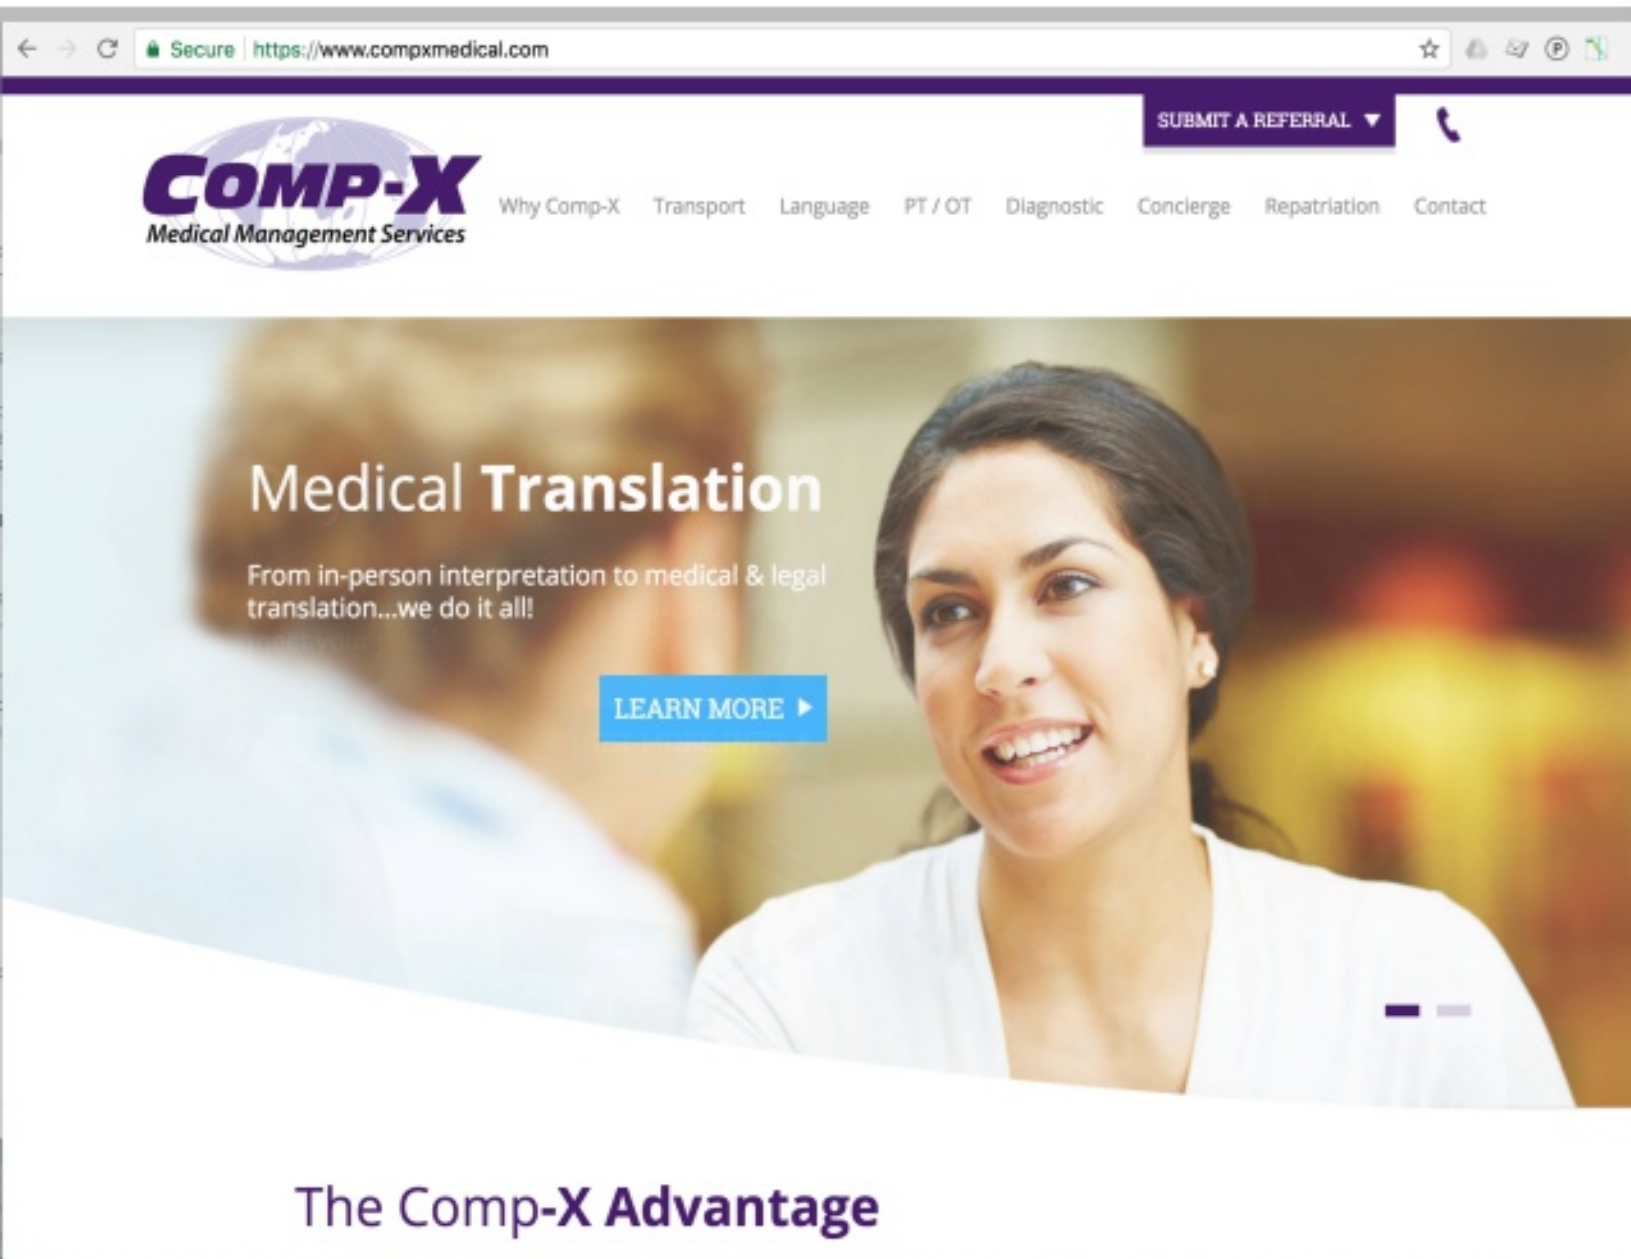 Secure https://www.compxmedical.com
SUBMIT A REFERRAL
COMP-X
Medical Management Services
Why Comp-X Transport Language PT / OT Diagnostic Concierge Repatriation Contact
Medical Translation
From in-person interpretation to medical & legal
translation...we do it all!
LEARN MORE
The Comp-X Advantage